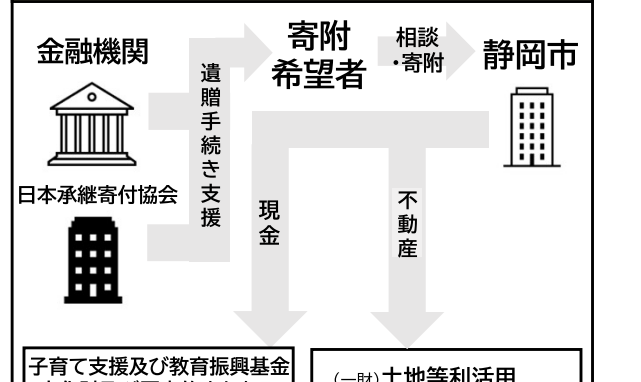 金融機関
日本承継寄付協会
遺贈手続き支援
寄附
希望者
相談
・寄附
静岡市
現金
不動産
子育て支援及び教育振興基金
(一財)土地等利活用